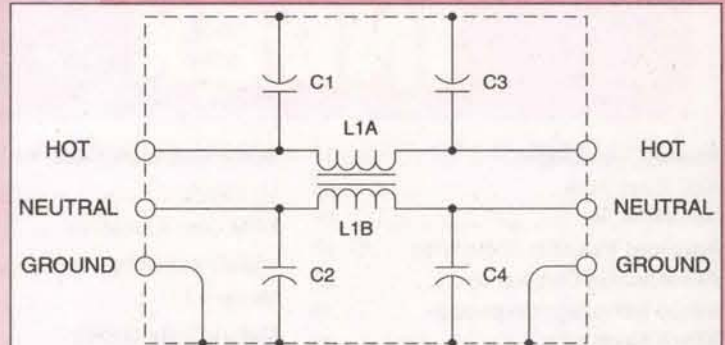 C1 C3
L1A
HOT HOT
NEUTRAL NEUTRAL
L1B
GROUND GROUND
C2 C4